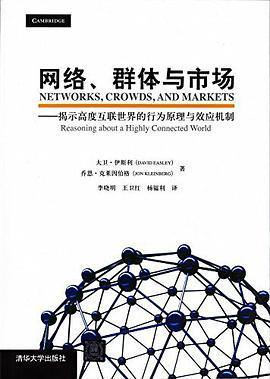 CAMBRIDGE
网络、群体与市场
NETWORKS, CROWDS, AND MARKETS
——揭示高度互联世界的行为原理与效应机制
Reasoning about a Highly Connected World
大卫·伊斯利 (DAVID EASLEY)
乔恩·克莱因伯格 (JON KLEINBERG)
著
李晓明 王卫红 杨韫利 译
清华大学出版社